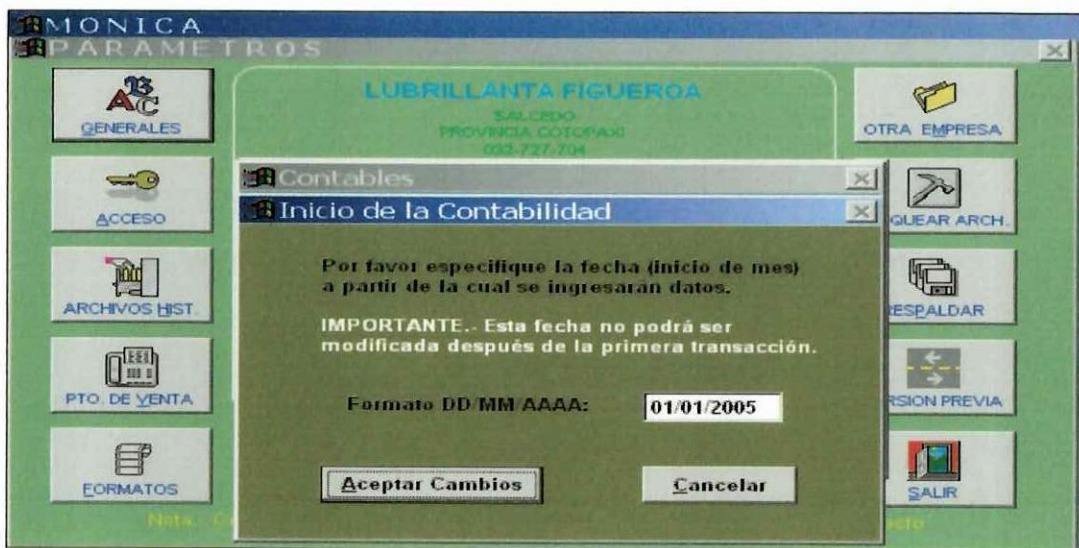 MONICA
PARAMETROS
GENERALES
ACCESO
ARCHIVOS HIST.
PTO. DE VENTA
FORMATOS
LUBRILLANTA FIGUEROA
SALCEDO
PROVINCIA COTOPAXI
032-727-704
Contables
Inicio de la Contabilidad
Por favor especifique la fecha (inicio de mes)
a partir de la cual se ingresarán datos.
IMPORTANTE.- Esta fecha no podrá ser
modificada después de la primera transacción.
Formato DD/MM/AAAA: 01/01/2005
Aceptar Cambios
Cancelar
OTRA EMPRESA
QUEAR ARCH.
RESPALDAR
RSION PREVIA
SALIR
Nota: